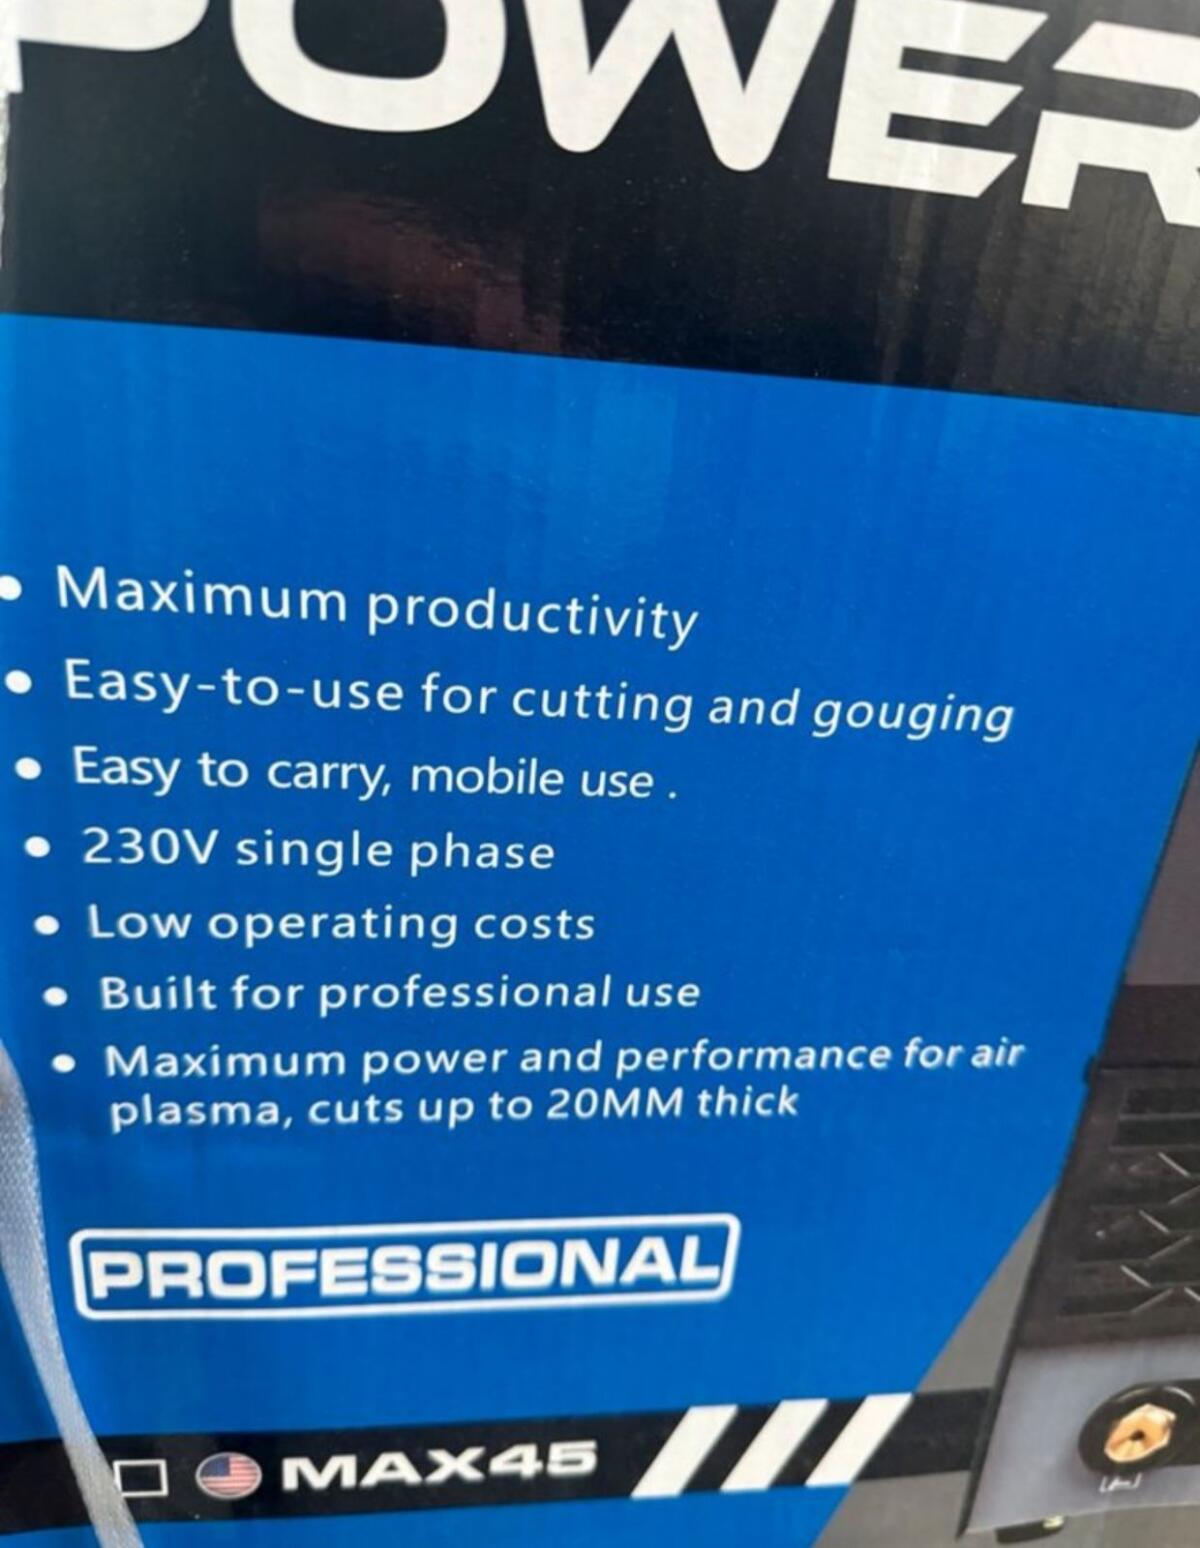 POWER
• Maximum productivity
• Easy-to-use for cutting and gouging
• Easy to carry, mobile use .
• 230V single phase
• Low operating costs
• Built for professional use
• Maximum power and performance for air
plasma, cuts up to 20MM thick
PROFESSIONAL
MAX45